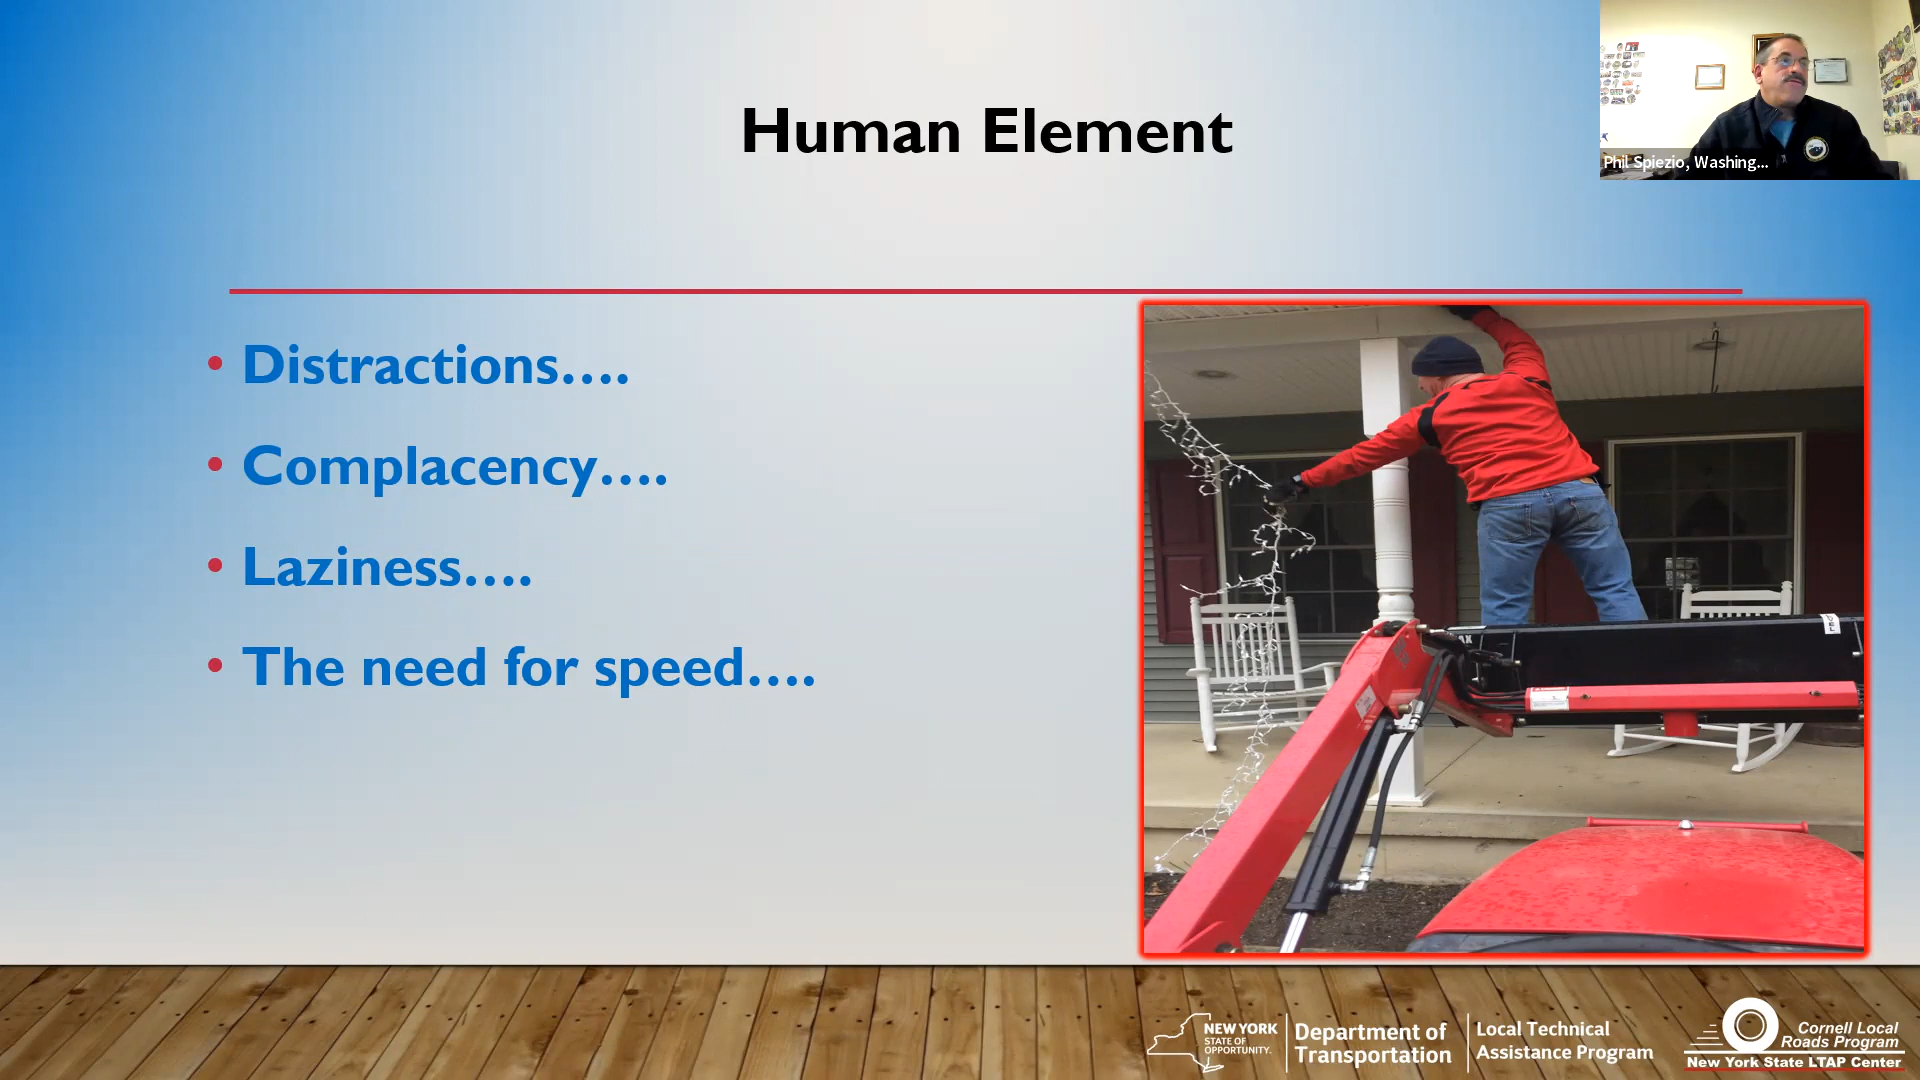 Human Element
Phil Spiezio, Washing...
• Distractions....
• Complacency....
• Laziness....
• The need for speed....
NEW YORK
STATE OF
OPPORTUNITY.
Department of
Transportation
Local Technical
Assistance Program
Cornell Local
Roads Program
New York State LTAP Center